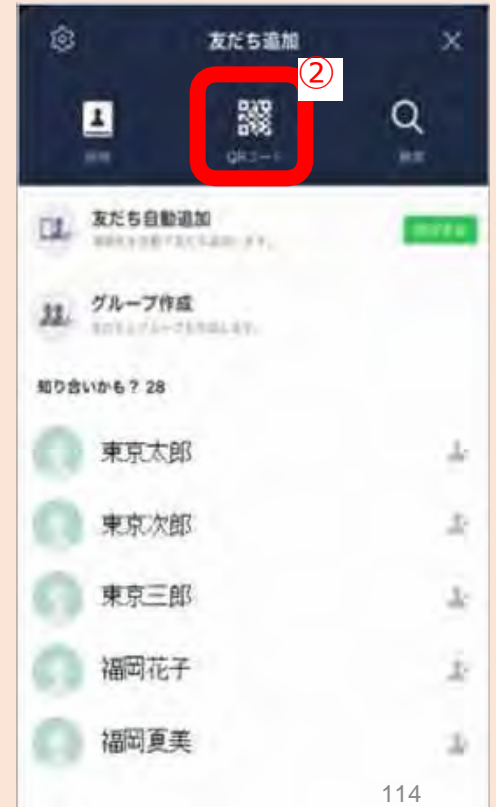 友だち追加
②
QRコード
友だち自動追加
グループ作成
知り合いかも？28
東京太郎
東京次郎
東京三郎
福岡花子
福岡夏美
114